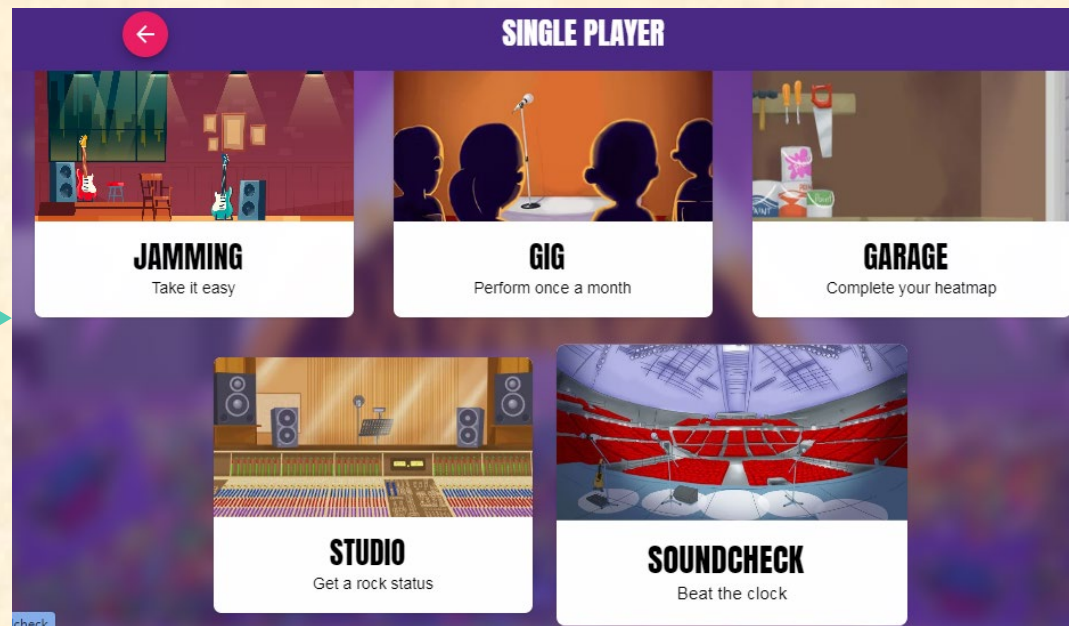 SINGLE PLAYER
JAMMING
Take it easy
GIG
Perform once a month
GARAGE
Complete your heatmap
STUDIO
Get a rock status
SOUNDCHECK
Beat the clock
check